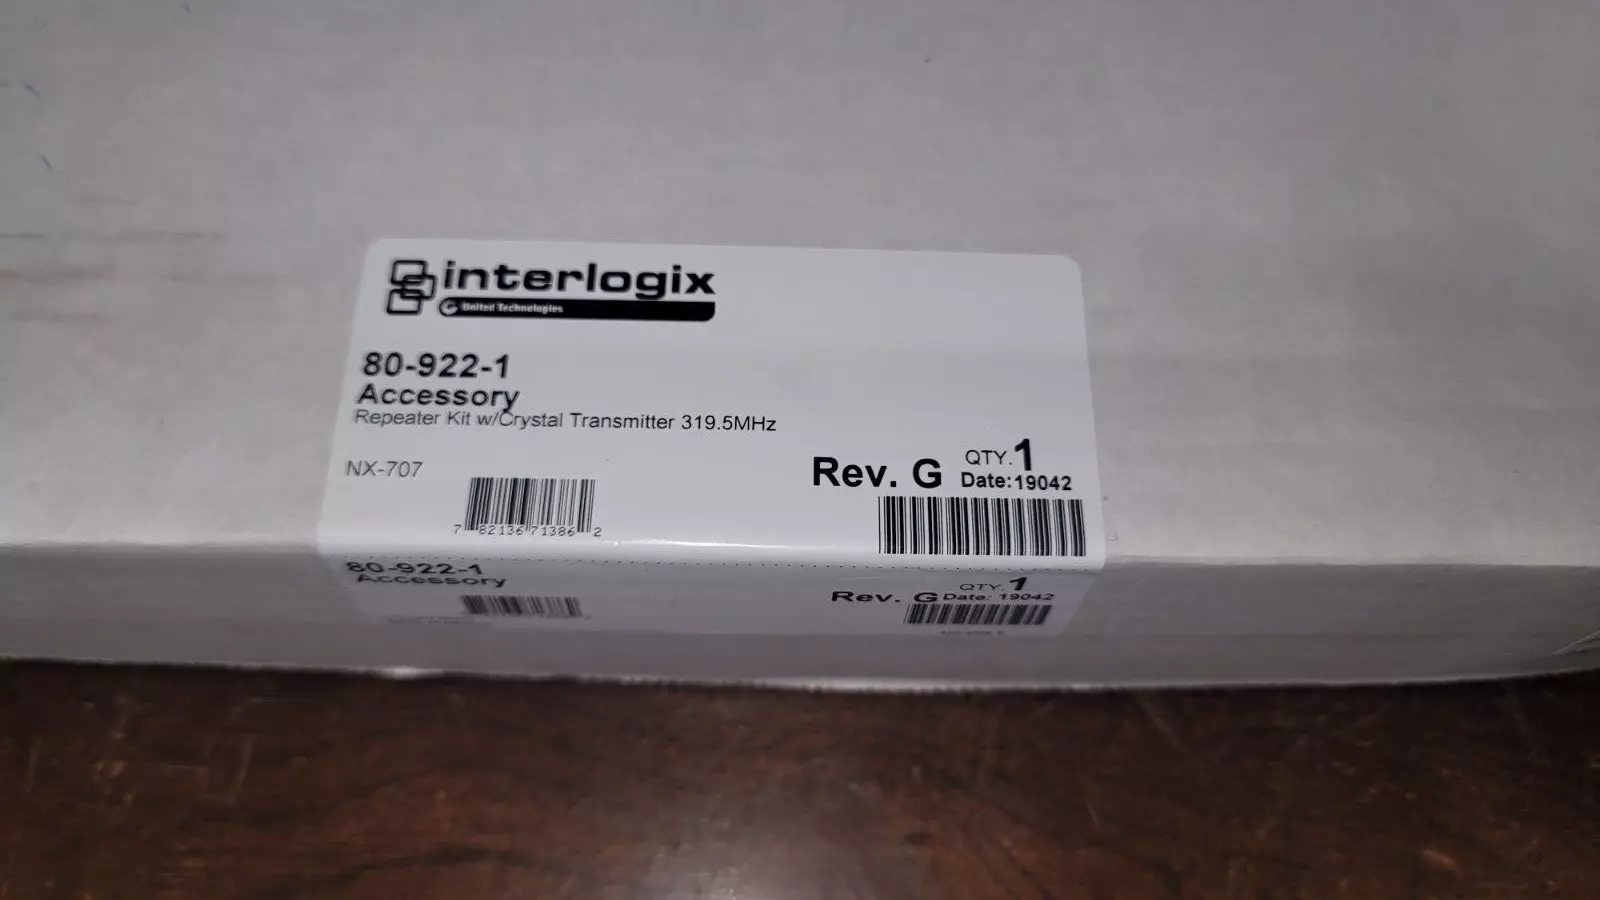 interlogix
United Technologies
80-922-1
Accessory
Repeater Kit w/Crystal Transmitter 319.5MHz
NX-707
Rev. G
QTY.1
Date:19042
7 82136 71386 2
80-922-1
Accessory
QTY.1
Rev. G Date: 19042